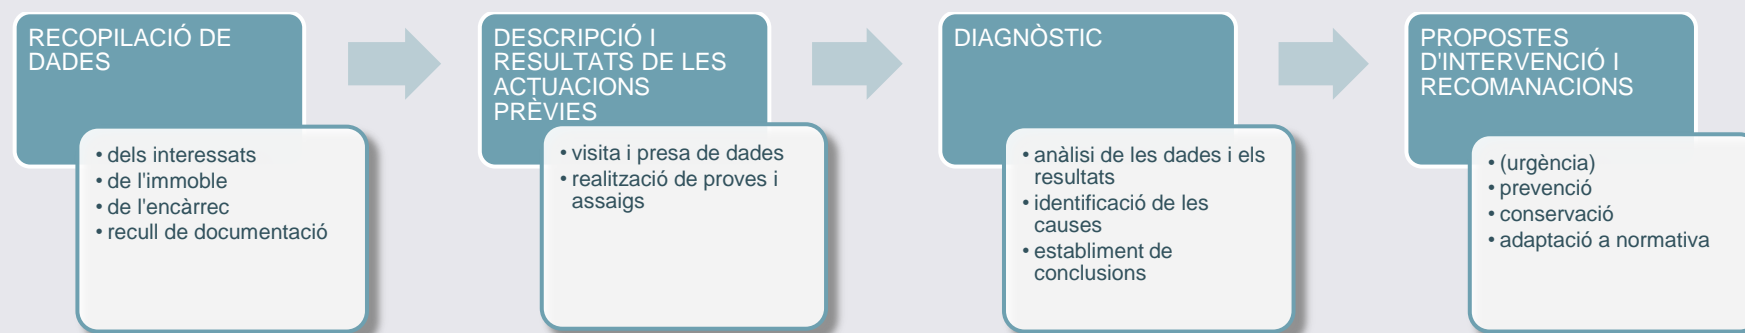 RECOPILACIÓ DE
DADES
• dels interessats
• de l'immoble
• de l'encàrrec
• recull de documentació
DESCRIPCIÓ I
RESULTATS DE LES
ACTUACIONS
PRÈVIES
• visita i presa de dades
• realització de proves i
assaigs
DIAGNÒSTIC
• anàlisi de les dades i els
resultats
• identificació de les
causes
• establiment de
conclusions
PROPOSTES
D'INTERVENCIÓ I
RECOMANACIONS
• (urgència)
• prevenció
• conservació
• adaptació a normativa